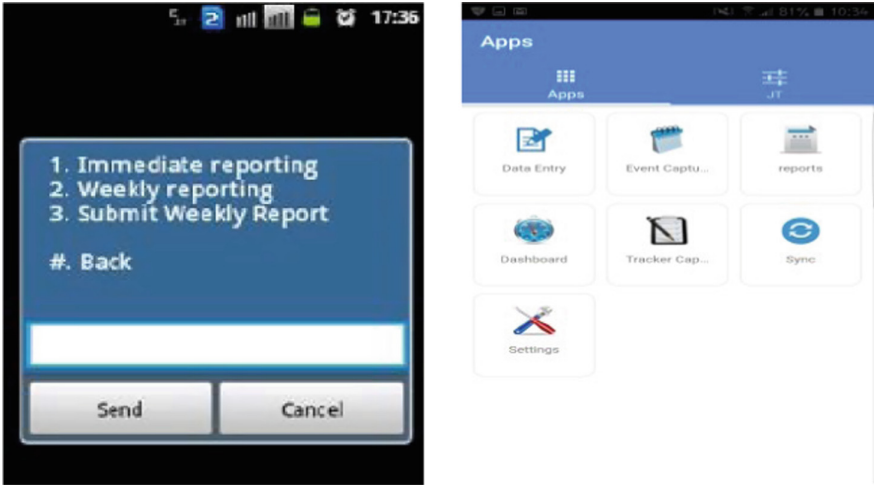 17:36
1. Immediate reporting
2. Weekly reporting
3. Submit Weekly Report
#. Back
Send Cancel
81% 10:34
Apps
Apps JT
Data Entry Event Captu... reports
Dashboard Tracker Cap... Sync
Settings